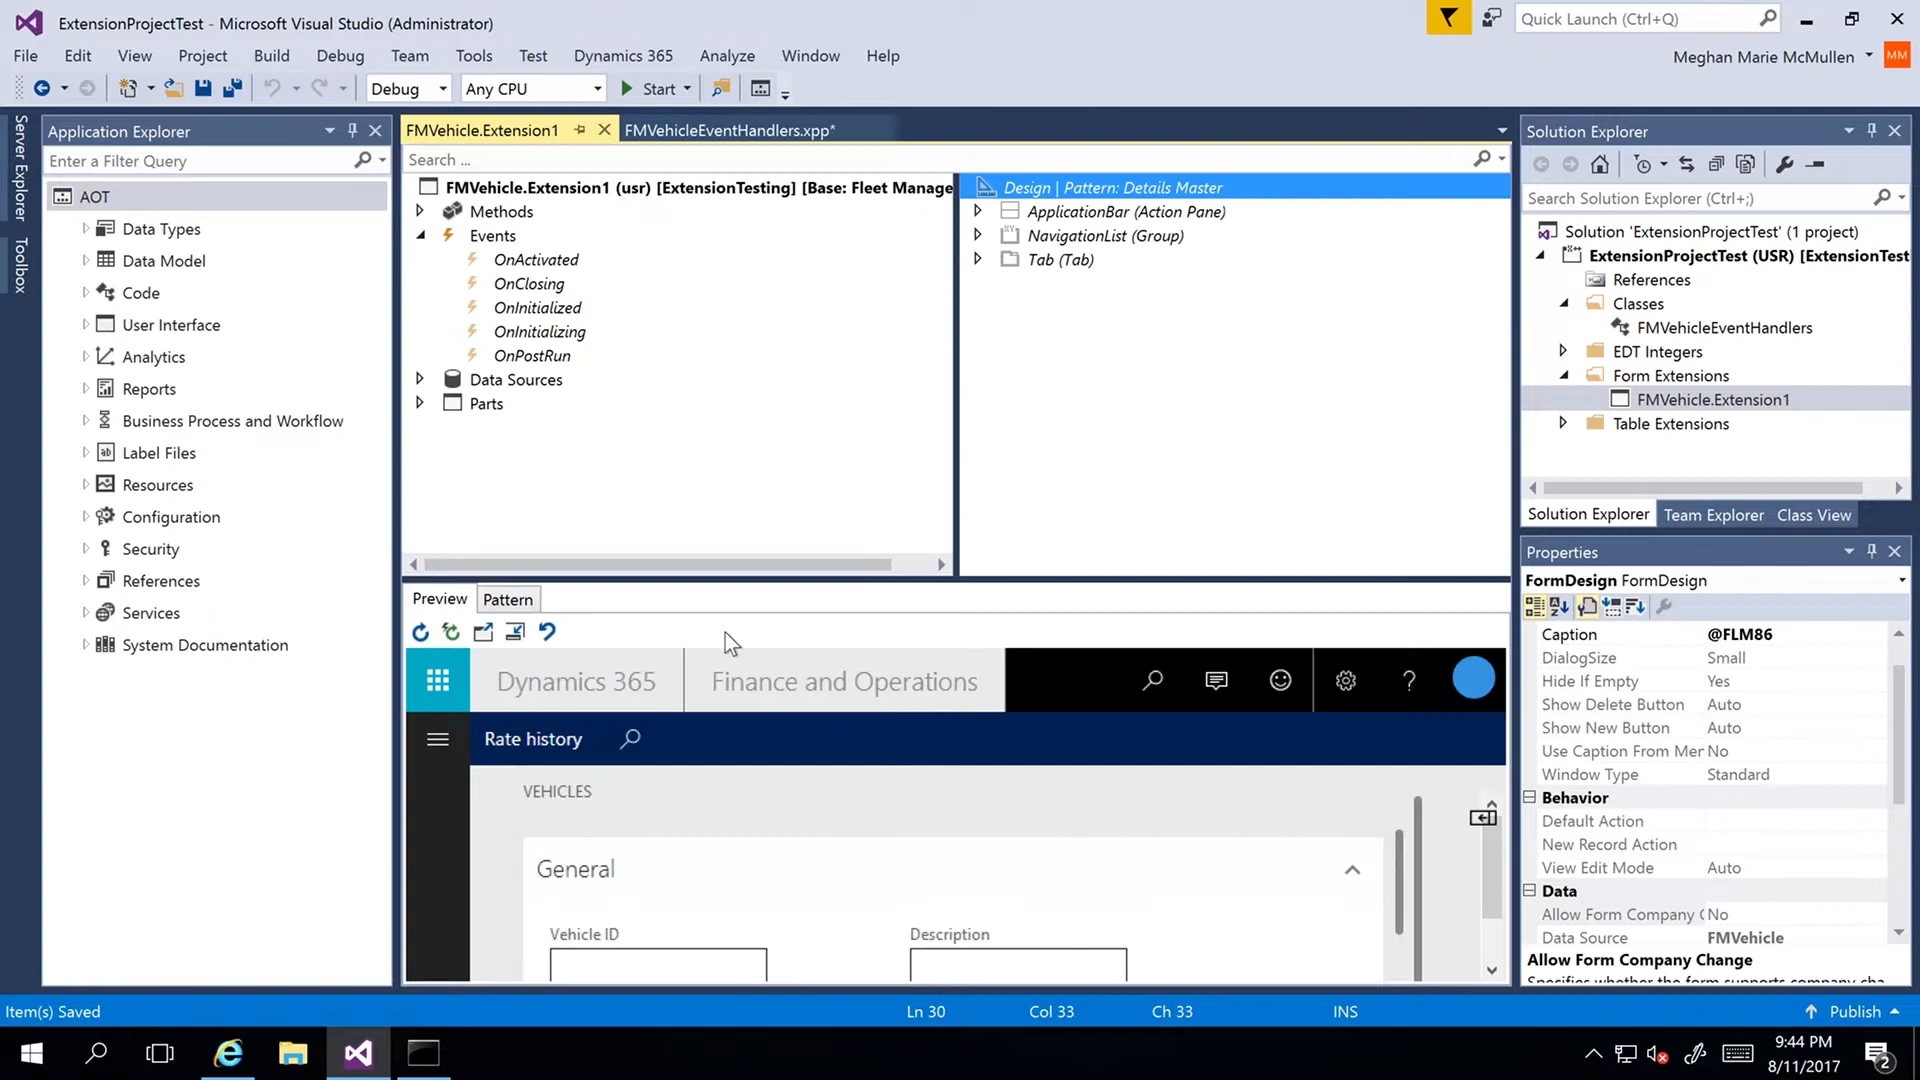 ExtensionProjectTest - Microsoft Visual Studio (Administrator)
Quick Launch (Ctrl+Q)
File Edit View Project Build Debug Team Tools Test Dynamics 365 Analyze Window Help
Meghan Marie McMullen
MM
Debug
Any CPU
Start
Server Explorer
Toolbox
Application Explorer
Enter a Filter Query
AOT
Data Types
Data Model
Code
User Interface
Analytics
Reports
Business Process and Workflow
Label Files
Resources
Configuration
Security
References
Services
System Documentation
FMVehicle.Extension1
FMVehicleEventHandlers.xpp*
Search ...
FMVehicle.Extension1 (usr) [ExtensionTesting] [Base: Fleet Manage
Methods
Events
OnActivated
OnClosing
OnInitialized
OnInitializing
OnPostRun
Data Sources
Parts
Design | Pattern: Details Master
ApplicationBar (Action Pane)
NavigationList (Group)
Tab (Tab)
Preview
Pattern
Dynamics 365
Finance and Operations
Rate history
VEHICLES
General
Vehicle ID
Description
Solution Explorer
Search Solution Explorer (Ctrl+;)
Solution 'ExtensionProjectTest' (1 project)
ExtensionProjectTest (USR) [ExtensionTest
References
Classes
FMVehicleEventHandlers
EDT Integers
Form Extensions
FMVehicle.Extension1
Table Extensions
Solution Explorer
Team Explorer
Class View
Properties
FormDesign FormDesign
Caption @FLM86
DialogSize Small
Hide If Empty Yes
Show Delete Button Auto
Show New Button Auto
Use Caption From Mer No
Window Type Standard
Behavior
Default Action
New Record Action
View Edit Mode Auto
Data
Allow Form Company C No
Data Source FMVehicle
Allow Form Company Change
Specifies whether the form supports company cha
Item(s) Saved
Ln 30
Col 33
Ch 33
INS
Publish
9:44 PM
8/11/2017
2